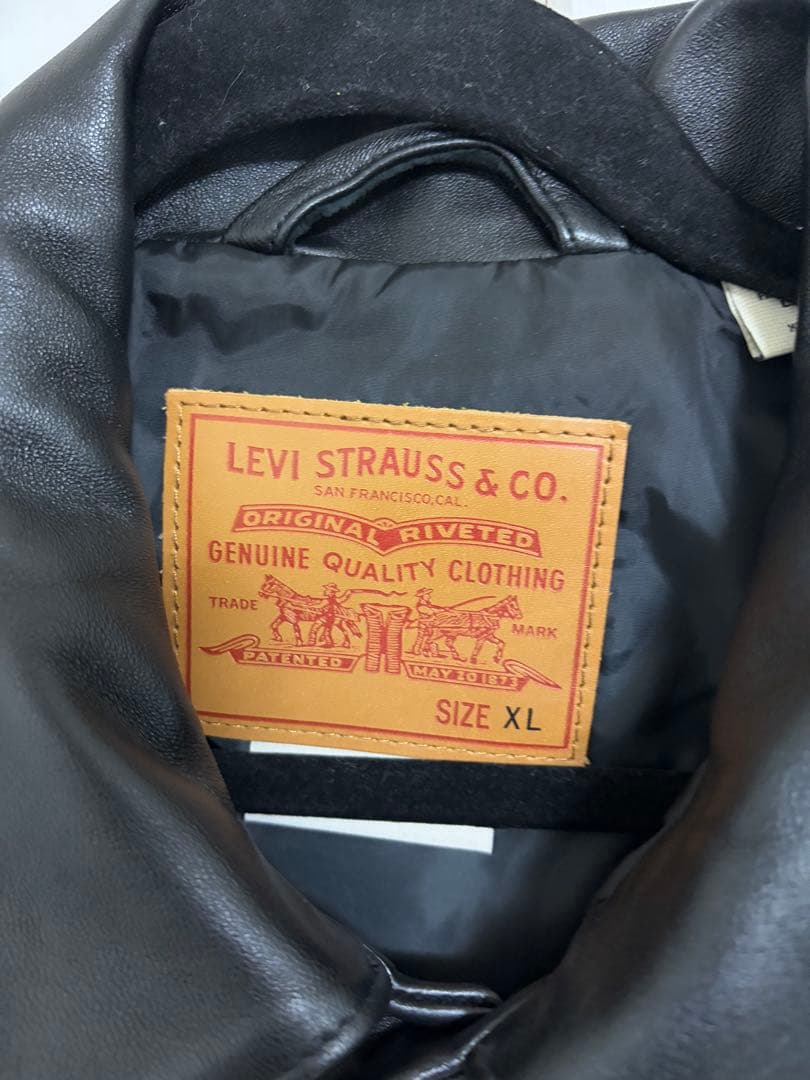 LEVI STRAUSS & CO.
SAN FRANCISCO, CAL.
ORIGINAL RIVETED
GENUINE QUALITY CLOTHING
TRADE MARK
PATENTED MAY 20 1873
SIZE XL